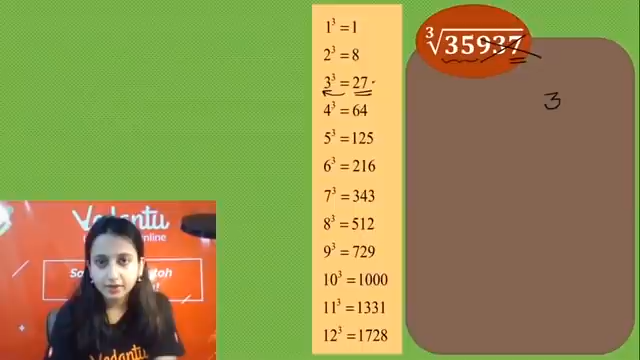 1³ = 1
2³ = 8
3³ = 27
4³ = 64
5³ = 125
6³ = 216
7³ = 343
8³ = 512
9³ = 729
10³ = 1000
11³ = 1331
12³ = 1728
∛35937
3
Vedantu
Vedantu